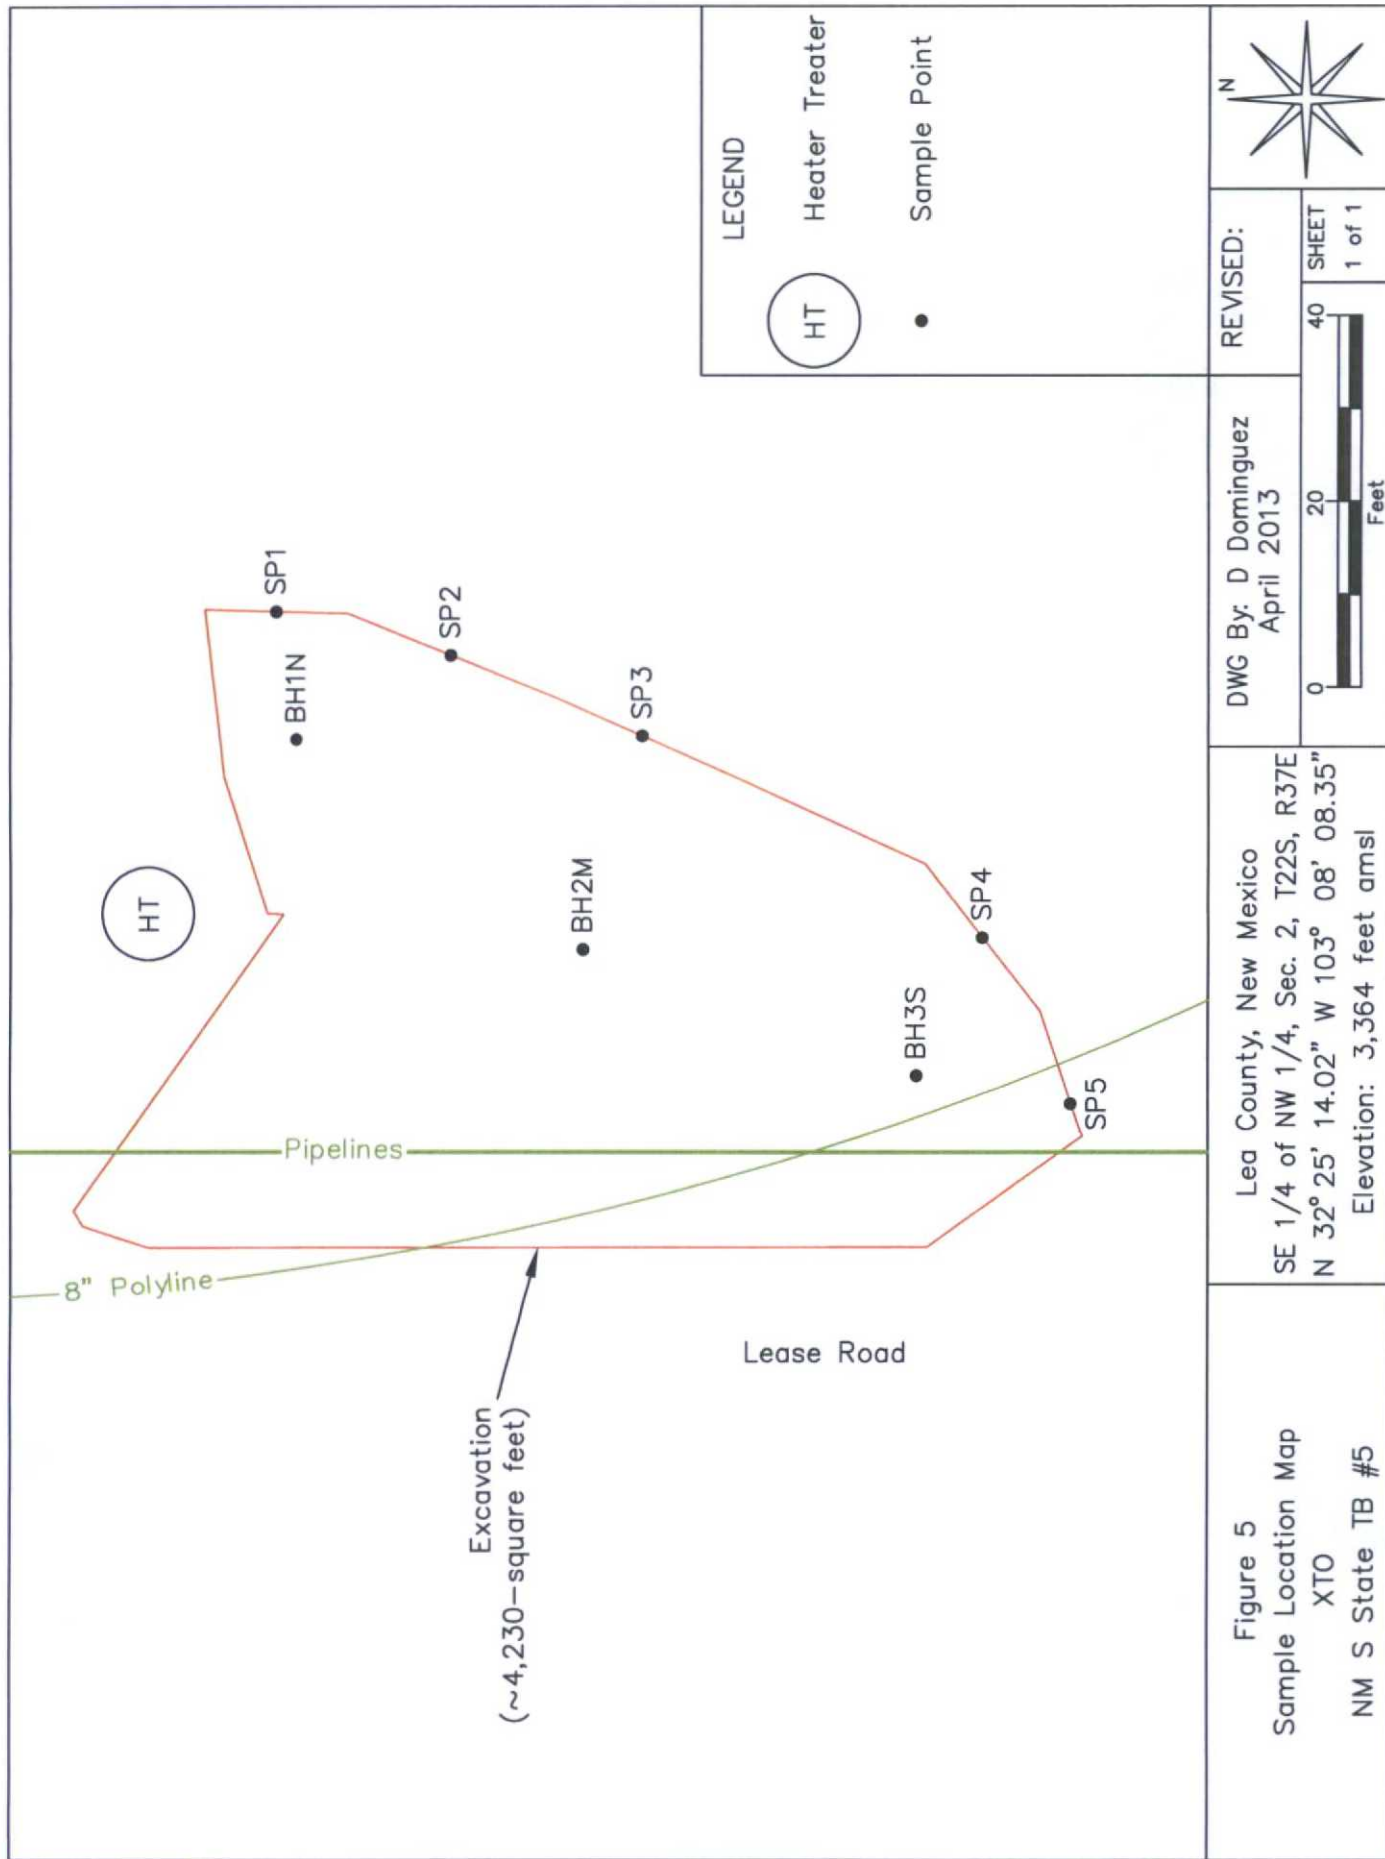 LEGEND
HT
Heater Treater
Sample Point
HT
SP1
BH1N
SP2
SP3
BH2M
SP4
BH3S
SP5
Pipelines
8" Polyline
Excavation
(~4,230-square feet)
Lease Road
Figure 5
Sample Location Map
XTO
NM S State TB #5
Lea County, New Mexico
SE 1/4 of NW 1/4, Sec. 2, T22S, R37E
N 32° 25' 14.02" W 103° 08' 08.35"
Elevation: 3,364 feet amsl
DWG By: D Dominguez
April 2013
REVISED:
0 20 40
Feet
SHEET
1 of 1
N